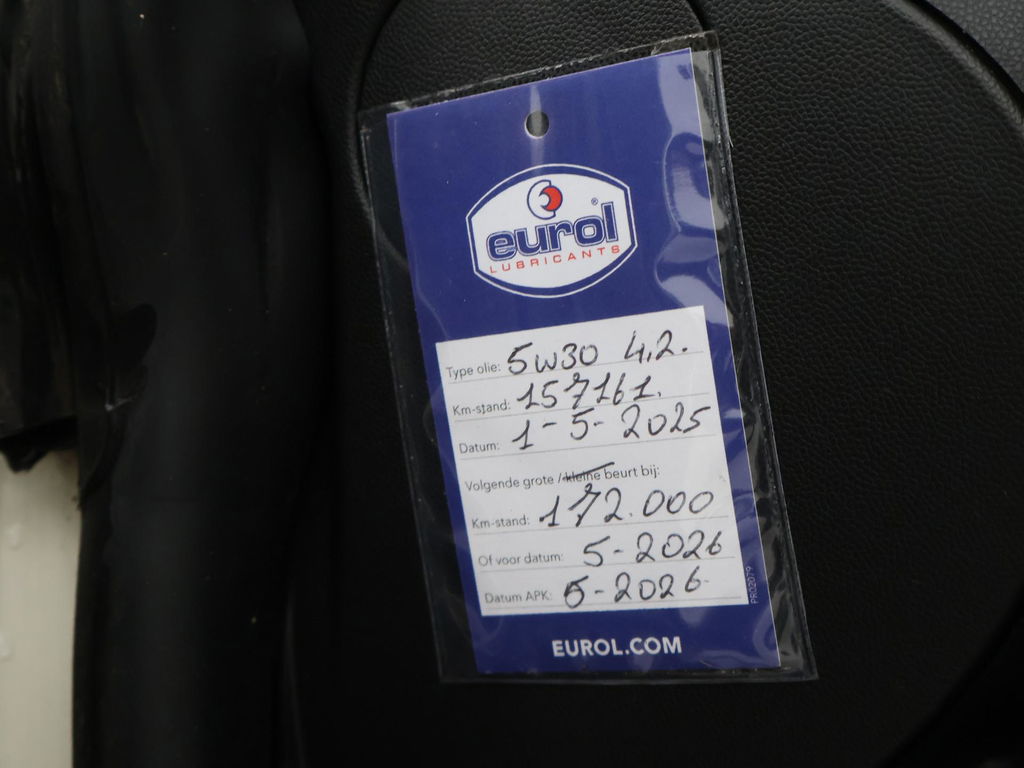 eurol®
LUBRICANTS
Type olie: 5W30 4,2.
Km-stand: 157161.
Datum: 1-5-2025
Volgende grote / kleine beurt bij:
Km-stand: 172.000
Of voor datum: 5-2026
Datum APK: 5-2026
PR02079
EUROL.COM